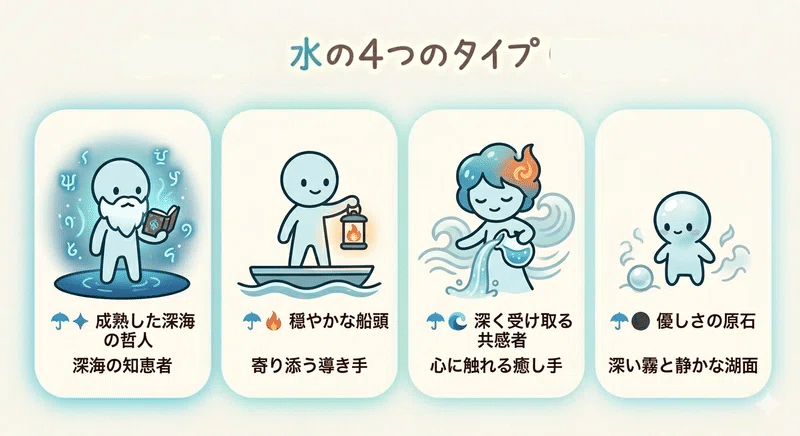 水の4つのタイプ
☂️✦ 成熟した深海
の哲人
深海の知恵者
☂️🔥 穏やかな船頭
寄り添う導き手
☂️🌊 深く受け取る
共感者
心に触れる癒し手
☂️🌑 優しさの原石
深い霧と静かな湖面